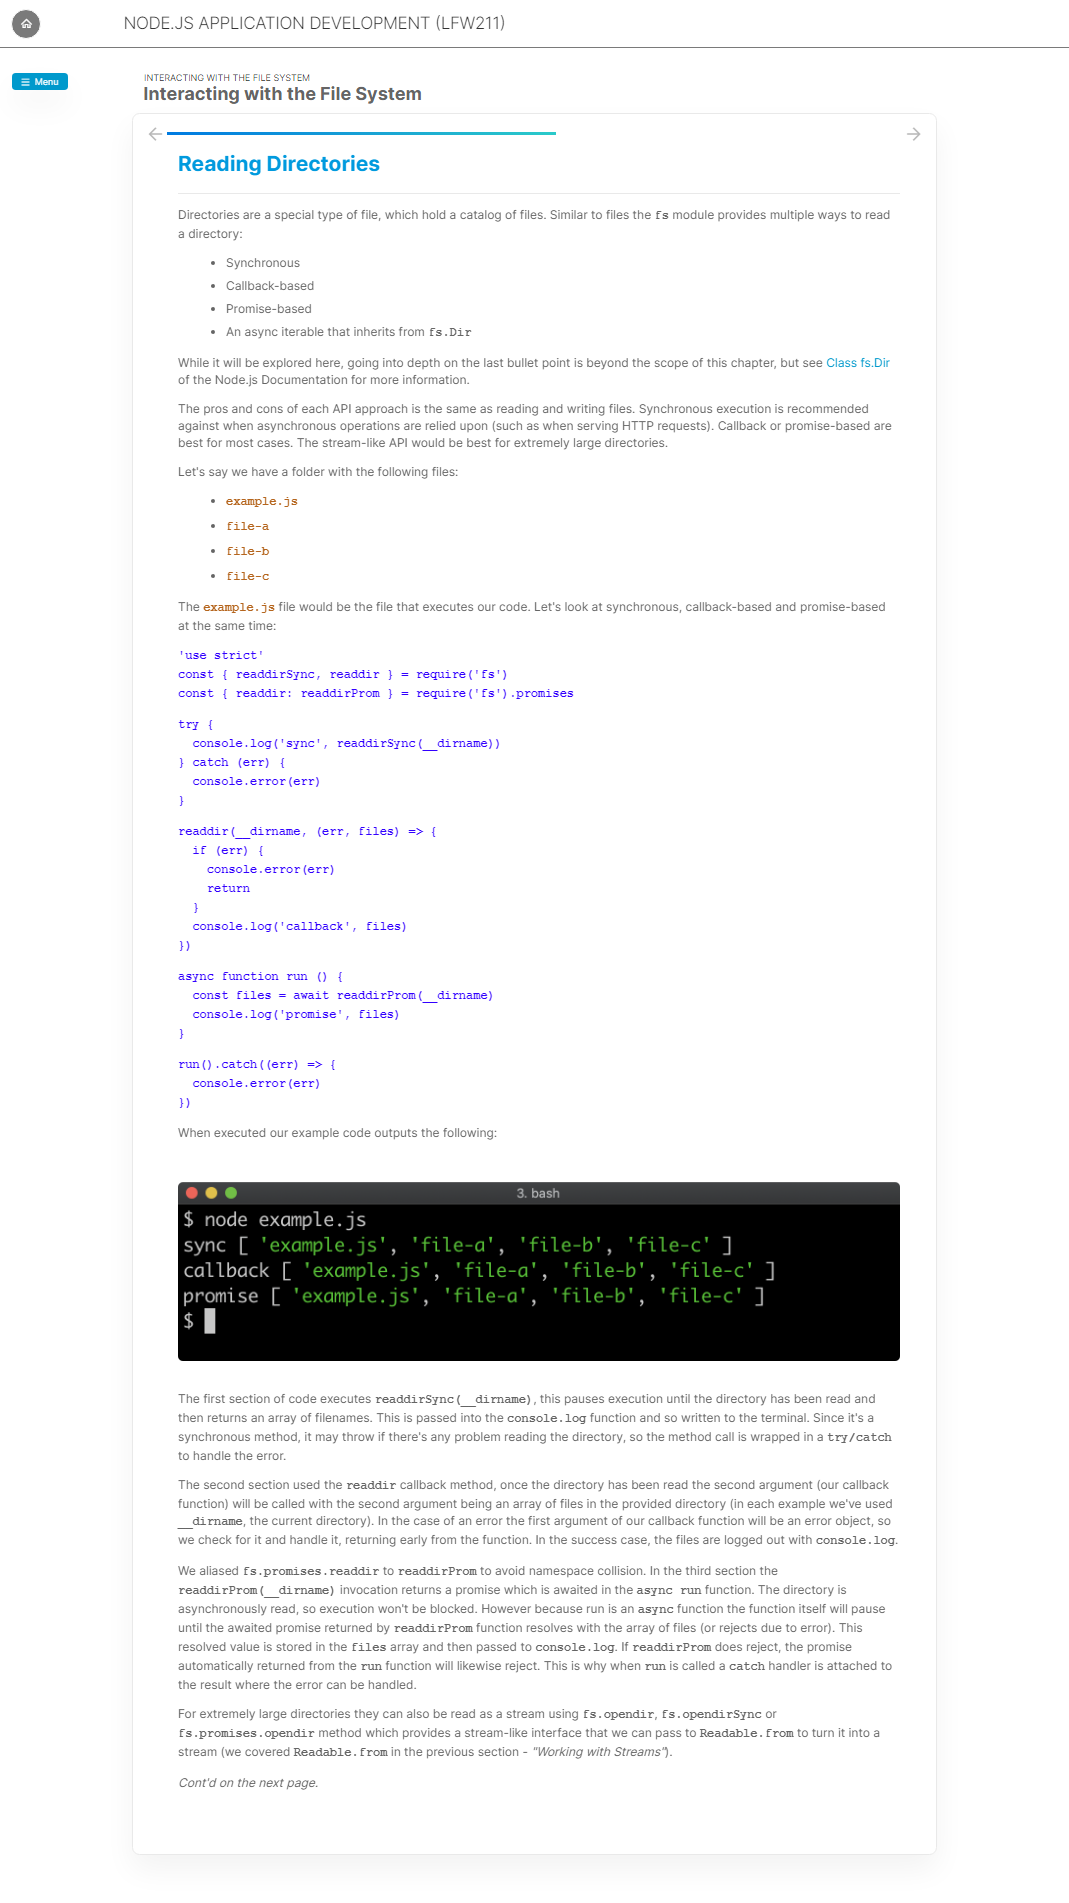 NODE.JS APPLICATION DEVELOPMENT (LFW211)
Menu
INTERACTING WITH THE FILE SYSTEM
Interacting with the File System
Reading Directories
Directories are a special type of file, which hold a catalog of files. Similar to files the fs module provides multiple ways to read
a directory:
• Synchronous
• Callback-based
• Promise-based
• An async iterable that inherits from fs.Dir
While it will be explored here, going into depth on the last bullet point is beyond the scope of this chapter, but see Class fs.Dir
of the Node.js Documentation for more information.
The pros and cons of each API approach is the same as reading and writing files. Synchronous execution is recommended
against when asynchronous operations are relied upon (such as when serving HTTP requests). Callback or promise-based are
best for most cases. The stream-like API would be best for extremely large directories.
Let's say we have a folder with the following files:
• example.js
• file-a
• file-b
• file-c
The example.js file would be the file that executes our code. Let's look at synchronous, callback-based and promise-based
at the same time:
'use strict'
const { readdirSync, readdir } = require('fs')
const { readdir: readdirProm } = require('fs').promises
try {
  console.log('sync', readdirSync(__dirname))
} catch (err) {
  console.error(err)
}
readdir(__dirname, (err, files) => {
  if (err) {
    console.error(err)
    return
  }
  console.log('callback', files)
})
async function run () {
  const files = await readdirProm(__dirname)
  console.log('promise', files)
}
run().catch((err) => {
  console.error(err)
})
When executed our example code outputs the following:
3. bash
$ node example.js
sync [ 'example.js', 'file-a', 'file-b', 'file-c' ]
callback [ 'example.js', 'file-a', 'file-b', 'file-c' ]
promise [ 'example.js', 'file-a', 'file-b', 'file-c' ]
$
The first section of code executes readdirSync(__dirname), this pauses execution until the directory has been read and
then returns an array of filenames. This is passed into the console.log function and so written to the terminal. Since it's a
synchronous method, it may throw if there's any problem reading the directory, so the method call is wrapped in a try/catch
to handle the error.
The second section used the readdir callback method, once the directory has been read the second argument (our callback
function) will be called with the second argument being an array of files in the provided directory (in each example we've used
__dirname, the current directory). In the case of an error the first argument of our callback function will be an error object, so
we check for it and handle it, returning early from the function. In the success case, the files are logged out with console.log.
We aliased fs.promises.readdir to readdirProm to avoid namespace collision. In the third section the
readdirProm(__dirname) invocation returns a promise which is awaited in the async run function. The directory is
asynchronously read, so execution won't be blocked. However because run is an async function the function itself will pause
until the awaited promise returned by readdirProm function resolves with the array of files (or rejects due to error). This
resolved value is stored in the files array and then passed to console.log. If readdirProm does reject, the promise
automatically returned from the run function will likewise reject. This is why when run is called a catch handler is attached to
the result where the error can be handled.
For extremely large directories they can also be read as a stream using fs.opendir, fs.opendirSync or
fs.promises.opendir method which provides a stream-like interface that we can pass to Readable.from to turn it into a
stream (we covered Readable.from in the previous section - "Working with Streams").
Cont'd on the next page.